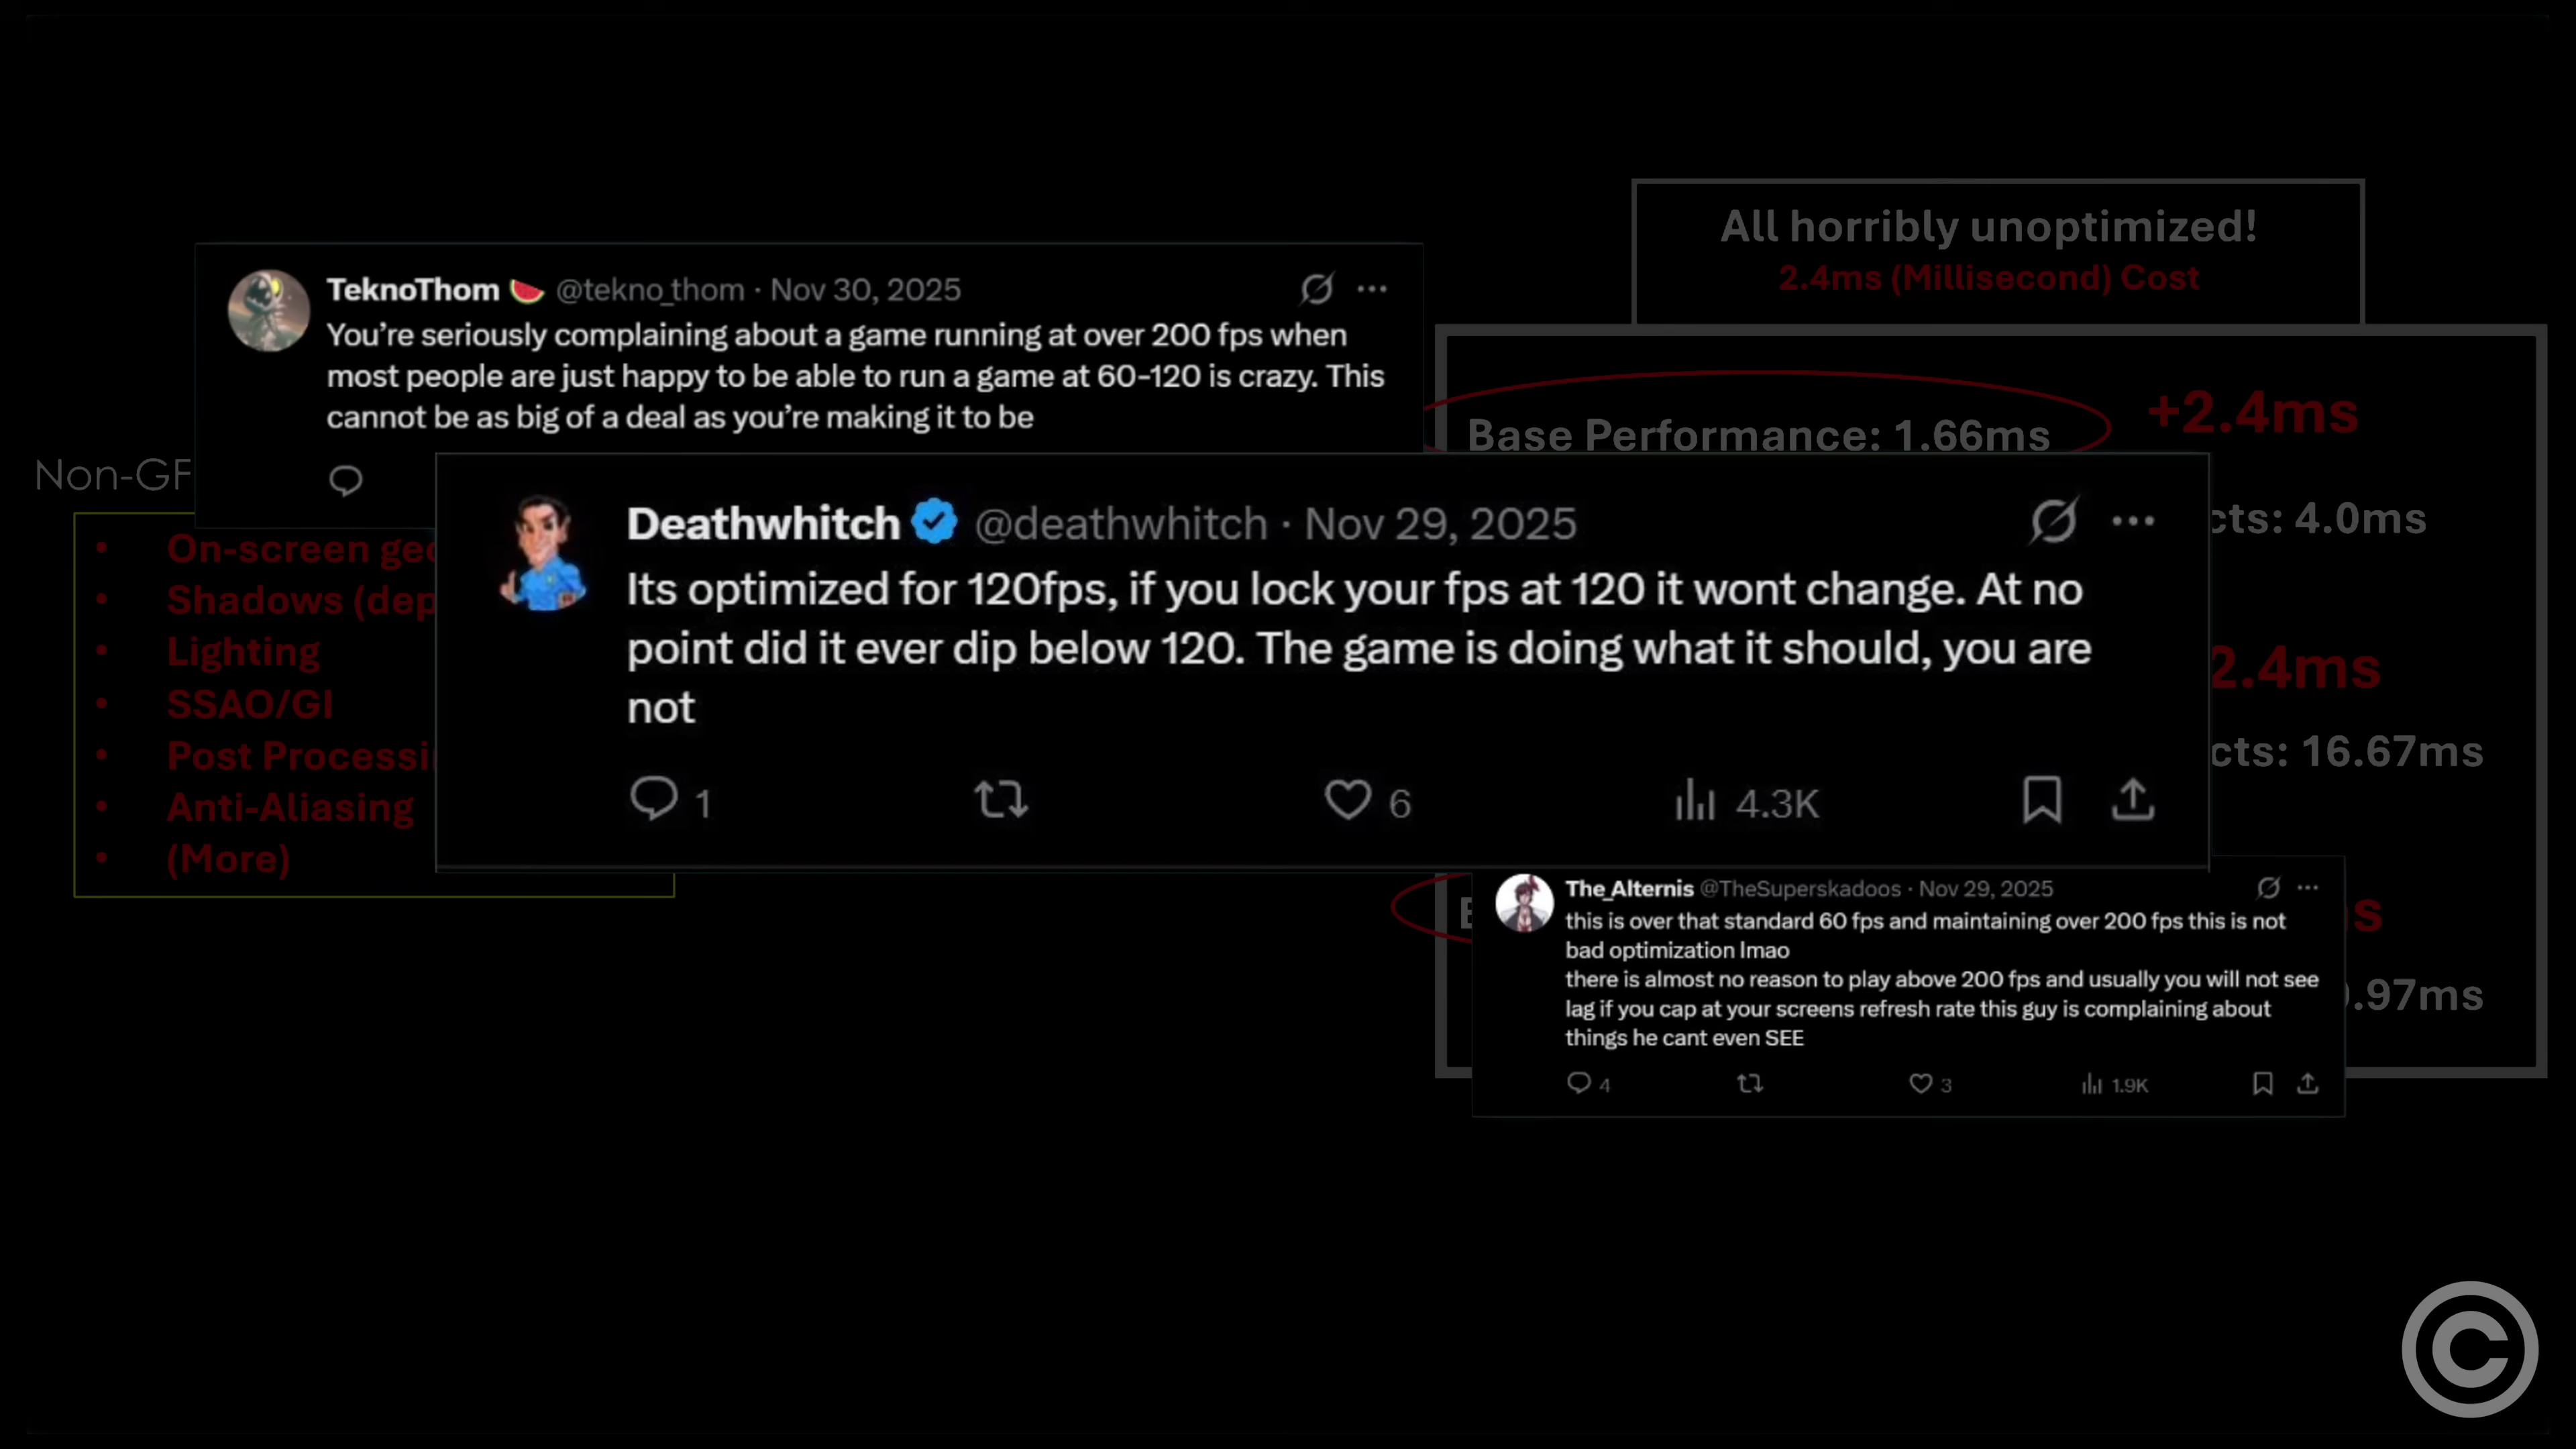 All horribly unoptimized!
2.4ms (Millisecond) Cost
TeknoThom 🍉 @tekno_thom · Nov 30, 2025
You’re seriously complaining about a game running at over 200 fps when
most people are just happy to be able to run a game at 60-120 is crazy. This
cannot be as big of a deal as you’re making it to be
+2.4ms
Base Performance: 1.66ms
Non-GF
cts: 4.0ms
Deathwhitch @deathwhitch · Nov 29, 2025
Its optimized for 120fps, if you lock your fps at 120 it wont change. At no
point did it ever dip below 120. The game is doing what it should, you are
not
1 6 4.3K
• On-screen geo
• Shadows (dep
• Lighting
• SSAO/GI
• Post Processi
• Anti-Aliasing
• (More)
2.4ms
cts: 16.67ms
The_Alternis @TheSuperskadoos · Nov 29, 2025
this is over that standard 60 fps and maintaining over 200 fps this is not
bad optimization lmao
there is almost no reason to play above 200 fps and usually you will not see
lag if you cap at your screens refresh rate this guy is complaining about
things he cant even SEE
4 3 1.9K
s
.97ms
©